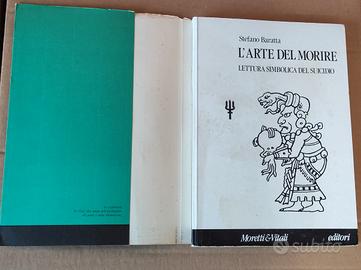 Stefano Baratta
L'ARTE DEL MORIRE
LETTURA SIMBOLICA DEL SUICIDIO
Moretti&Vitali
editori
subito